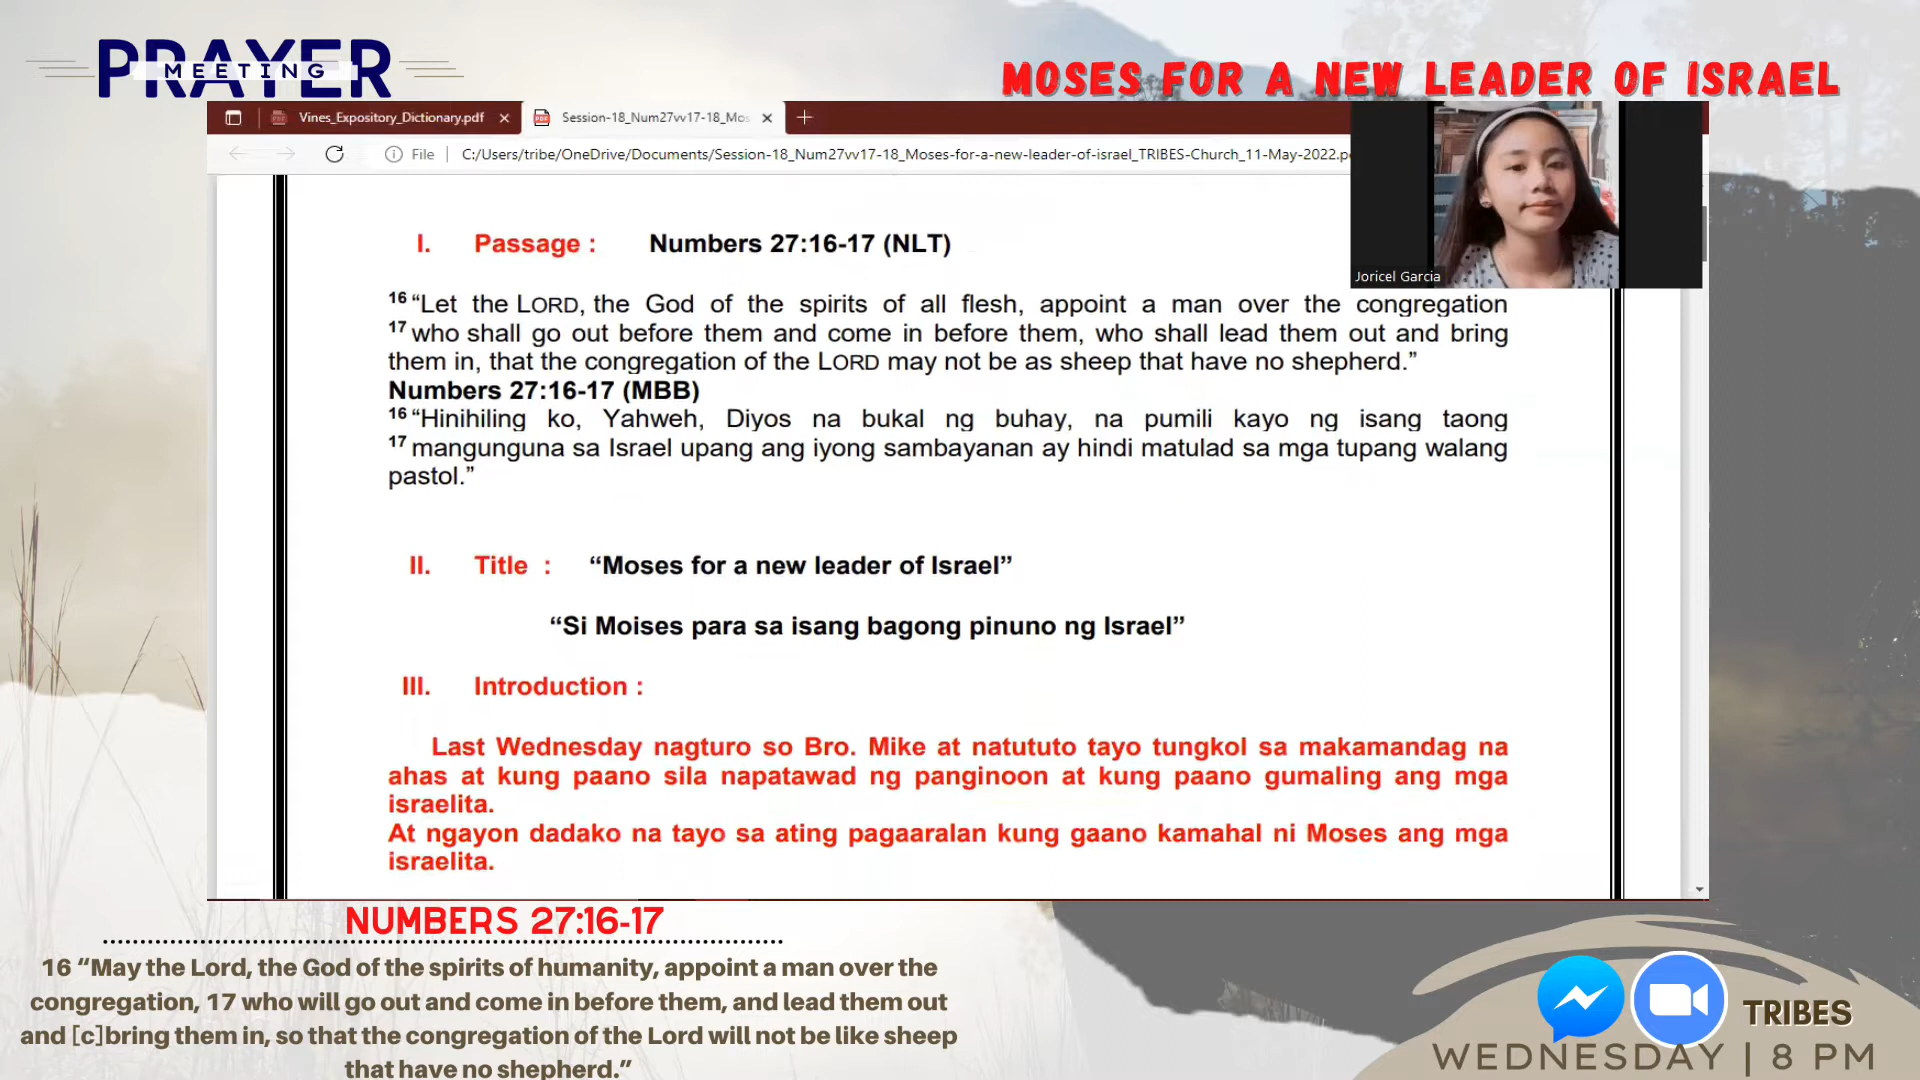 PRAYER
MEETING
MOSES FOR A NEW LEADER OF ISRAEL
Vines_Expository_Dictionary.pdf
Session-18_Num27vv17-18_Mos
File
C:/Users/tribe/OneDrive/Documents/Session-18_Num27vv17-18_Moses-for-a-new-leader-of-israel_TRIBES-Church_11-May-2022.p
Joricel Garcia
I. Passage : Numbers 27:16-17 (NLT)
16 “Let the LORD, the God of the spirits of all flesh, appoint a man over the congregation
17 who shall go out before them and come in before them, who shall lead them out and bring
them in, that the congregation of the LORD may not be as sheep that have no shepherd.”
Numbers 27:16-17 (MBB)
16 “Hinihiling ko, Yahweh, Diyos na bukal ng buhay, na pumili kayo ng isang taong
17 mangunguna sa Israel upang ang iyong sambayanan ay hindi matulad sa mga tupang walang
pastol.”
II. Title : “Moses for a new leader of Israel”
“Si Moises para sa isang bagong pinuno ng Israel”
III. Introduction :
Last Wednesday nagturo so Bro. Mike at natututo tayo tungkol sa makamandag na
ahas at kung paano sila napatawad ng panginoon at kung paano gumaling ang mga
israelita.
At ngayon dadako na tayo sa ating pagaaralan kung gaano kamahal ni Moses ang mga
israelita.
NUMBERS 27:16-17
16 “May the Lord, the God of the spirits of humanity, appoint a man over the
congregation, 17 who will go out and come in before them, and lead them out
and [c]bring them in, so that the congregation of the Lord will not be like sheep
that have no shepherd.”
TRIBES
WEDNESDAY | 8 PM